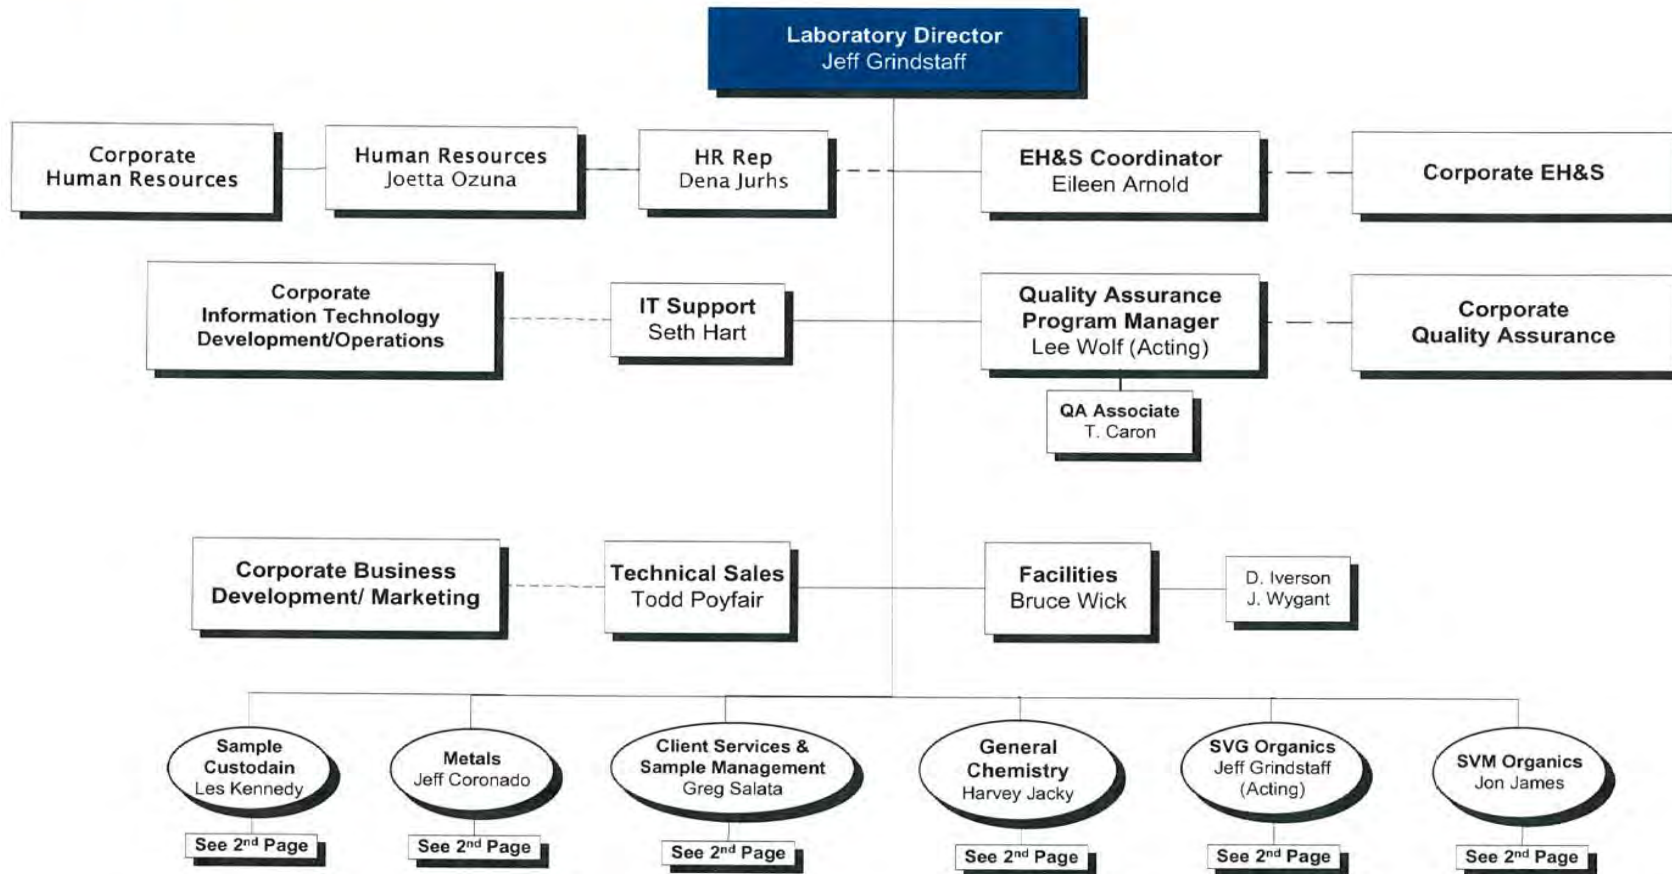 Laboratory Director
Jeff Grindstaff
Corporate
Human Resources
Human Resources
Joetta Ozuna
HR Rep
Dena Jurhs
EH&S Coordinator
Eileen Arnold
Corporate EH&S
Corporate
Information Technology
Development/Operations
IT Support
Seth Hart
Quality Assurance
Program Manager
Lee Wolf (Acting)
Corporate
Quality Assurance
QA Associate
T. Caron
Corporate Business
Development/ Marketing
Technical Sales
Todd Poyfair
Facilities
Bruce Wick
D. Iverson
J. Wygant
Sample
Custodain
Les Kennedy
Metals
Jeff Coronado
Client Services &
Sample Management
Greg Salata
General
Chemistry
Harvey Jacky
SVG Organics
Jeff Grindstaff
(Acting)
SVM Organics
Jon James
See 2nd Page
See 2nd Page
See 2nd Page
See 2nd Page
See 2nd Page
See 2nd Page